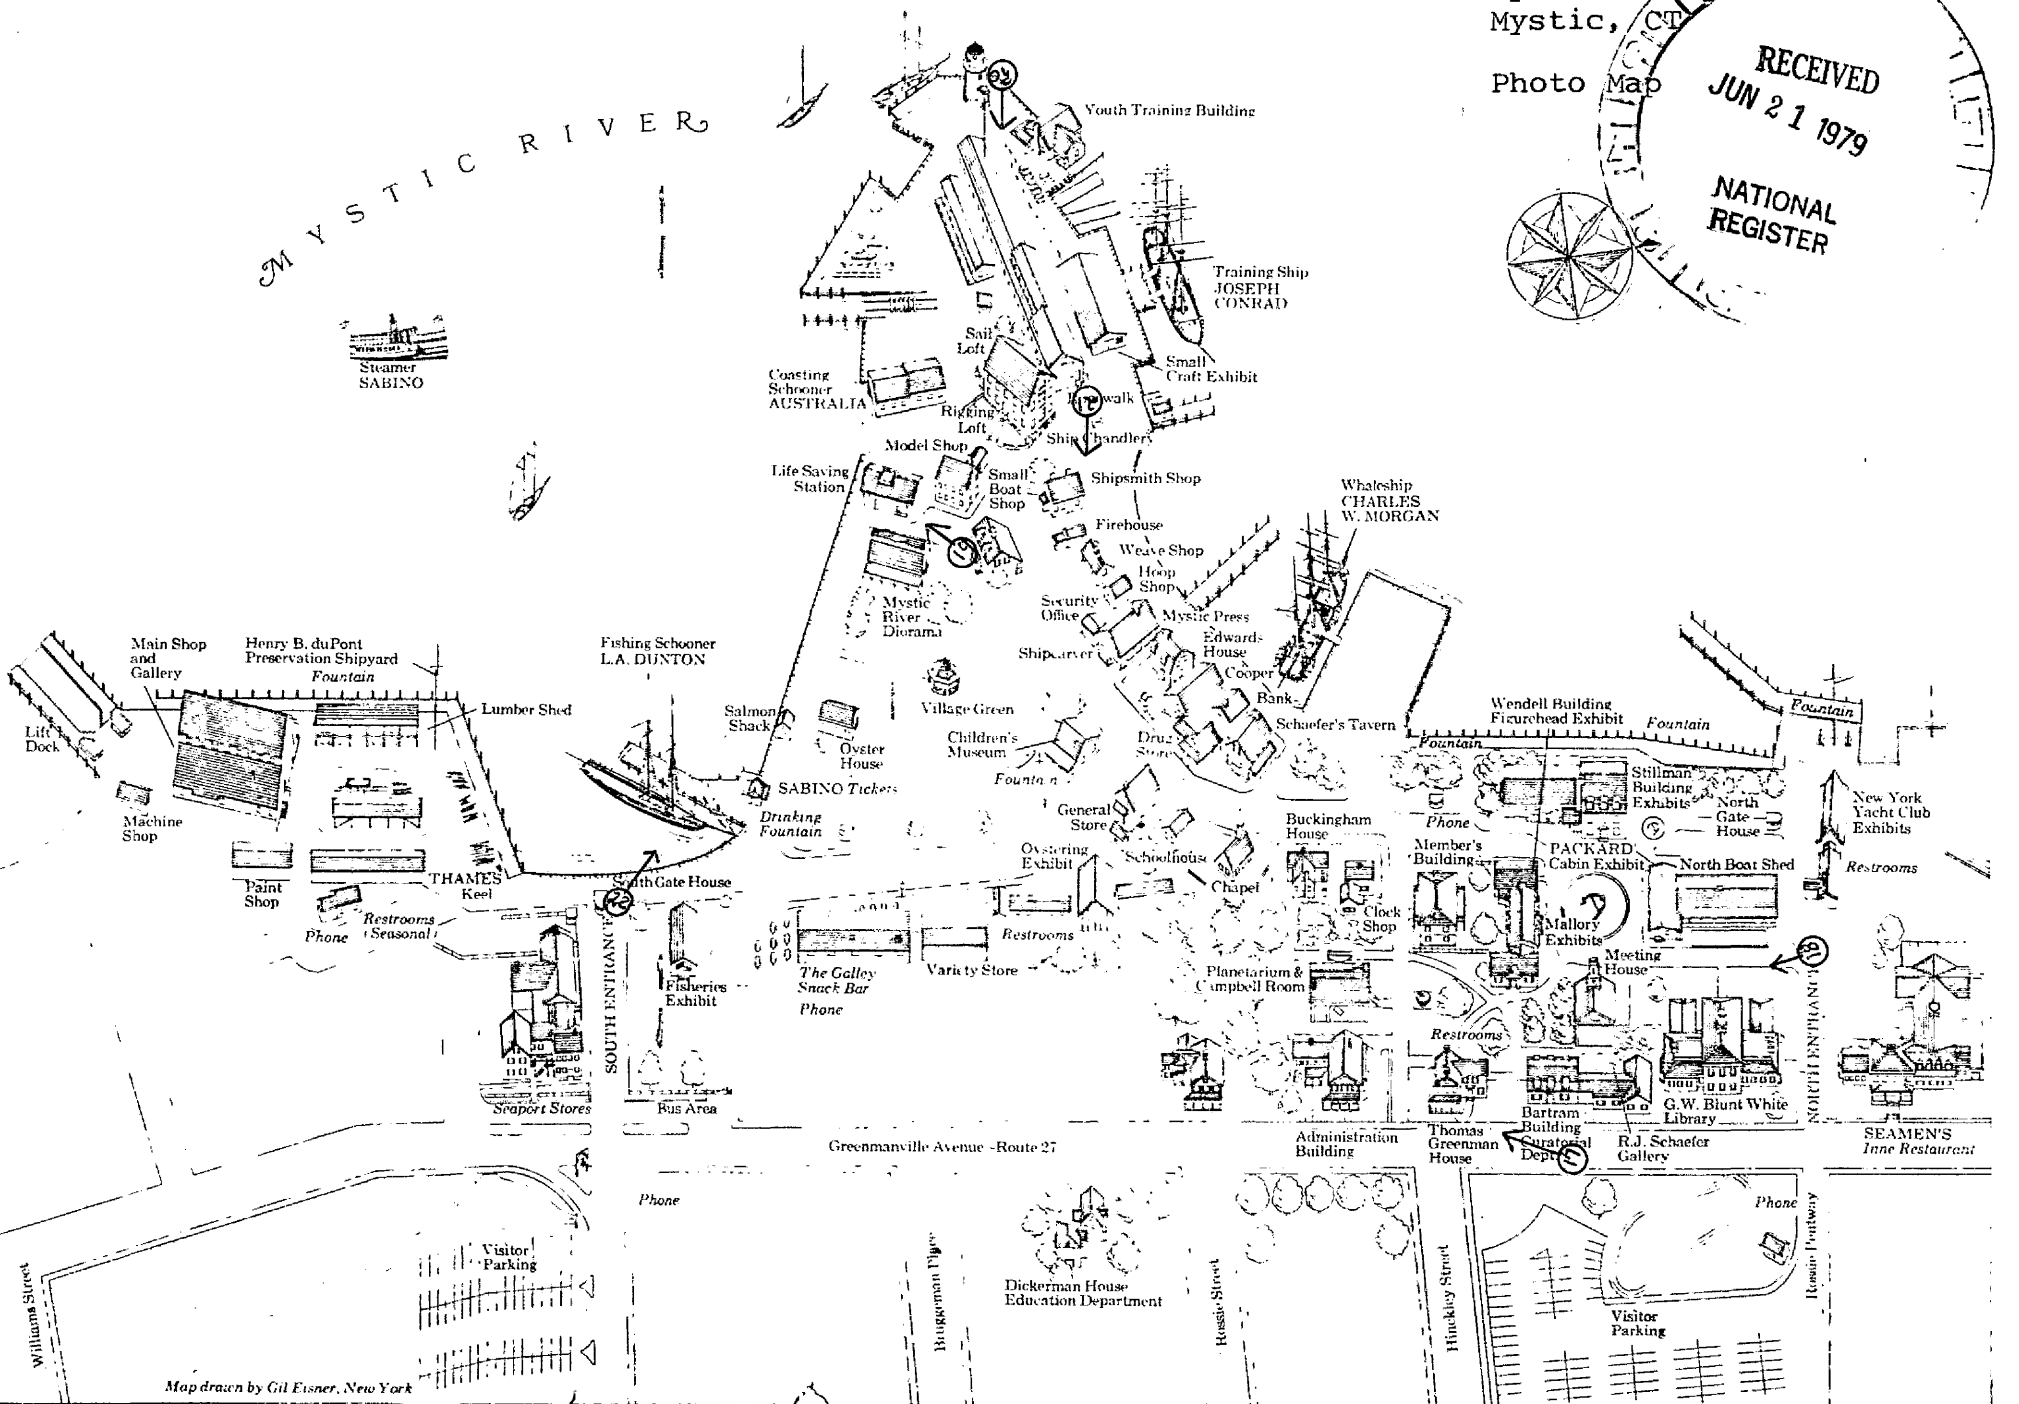 Mystic, CT
Photo Map
RECEIVED
JUN 21 1979
NATIONAL
REGISTER
MYSTIC RIVER
Youth Training Building
Training Ship
JOSEPH
CONRAD
Steamer
SABINO
Sail
Loft
Small
Craft Exhibit
Coasting
Schooner
AUSTRALIA
Rigging
Loft
Ship Chandlery
Model Shop
Life Saving
Station
Small
Boat
Shop
Shipsmith Shop
Whaleship
CHARLES
W. MORGAN
Firehouse
Weave Shop
Hoop
Shop
Security
Office
Mystic Press
Mystic
River
Diorama
Edwards
House
Shipcarver
Cooper
Bank
Main Shop
and
Gallery
Henry B. duPont
Preservation Shipyard
Fountain
Fishing Schooner
L.A. DUNTON
Lumber Shed
Lift
Dock
Salmon
Shack
Village Green
Oyster
House
Children's
Museum
Fountain
Drug
Store
Schaefer's Tavern
Wendell Building
Figurehead Exhibit
Fountain
Fountain
Fountain
SABINO Tickets
Drinking
Fountain
General
Store
Stillman
Building
Exhibits
North
Gate
House
New York
Yacht Club
Exhibits
Machine
Shop
Buckingham
House
Phone
Member's
Building
PACKARD
Cabin Exhibit
North Boat Shed
Restrooms
Oystering
Exhibit
Schoolhouse
Chapel
Paint
Shop
THAMES
Keel
South Gate House
22
Restrooms
(Seasonal)
Phone
Clock
Shop
Mallory
Exhibits
Restrooms
The Galley
Snack Bar
Phone
Variety Store
SOUTH ENTRANCE
Fisheries
Exhibit
Planetarium &
Campbell Room
Meeting
House
18
NORTH ENTRANCE
Restrooms
Seaport Stores
Bus Area
Greenmanville Avenue - Route 27
Administration
Building
Thomas
Greenman
House
Bartram
Building
Curatorial
Dept.
17
R.J. Schaefer
Gallery
G.W. Blunt White
Library
SEAMEN'S
Inne Restaurant
Phone
Phone
Visitor
Parking
Dickerman House
Education Department
Visitor
Parking
Williams Street
Bruggeman Place
Rossie Street
Hinckley Street
Rossie Pentway
Map drawn by Gil Eisner, New York